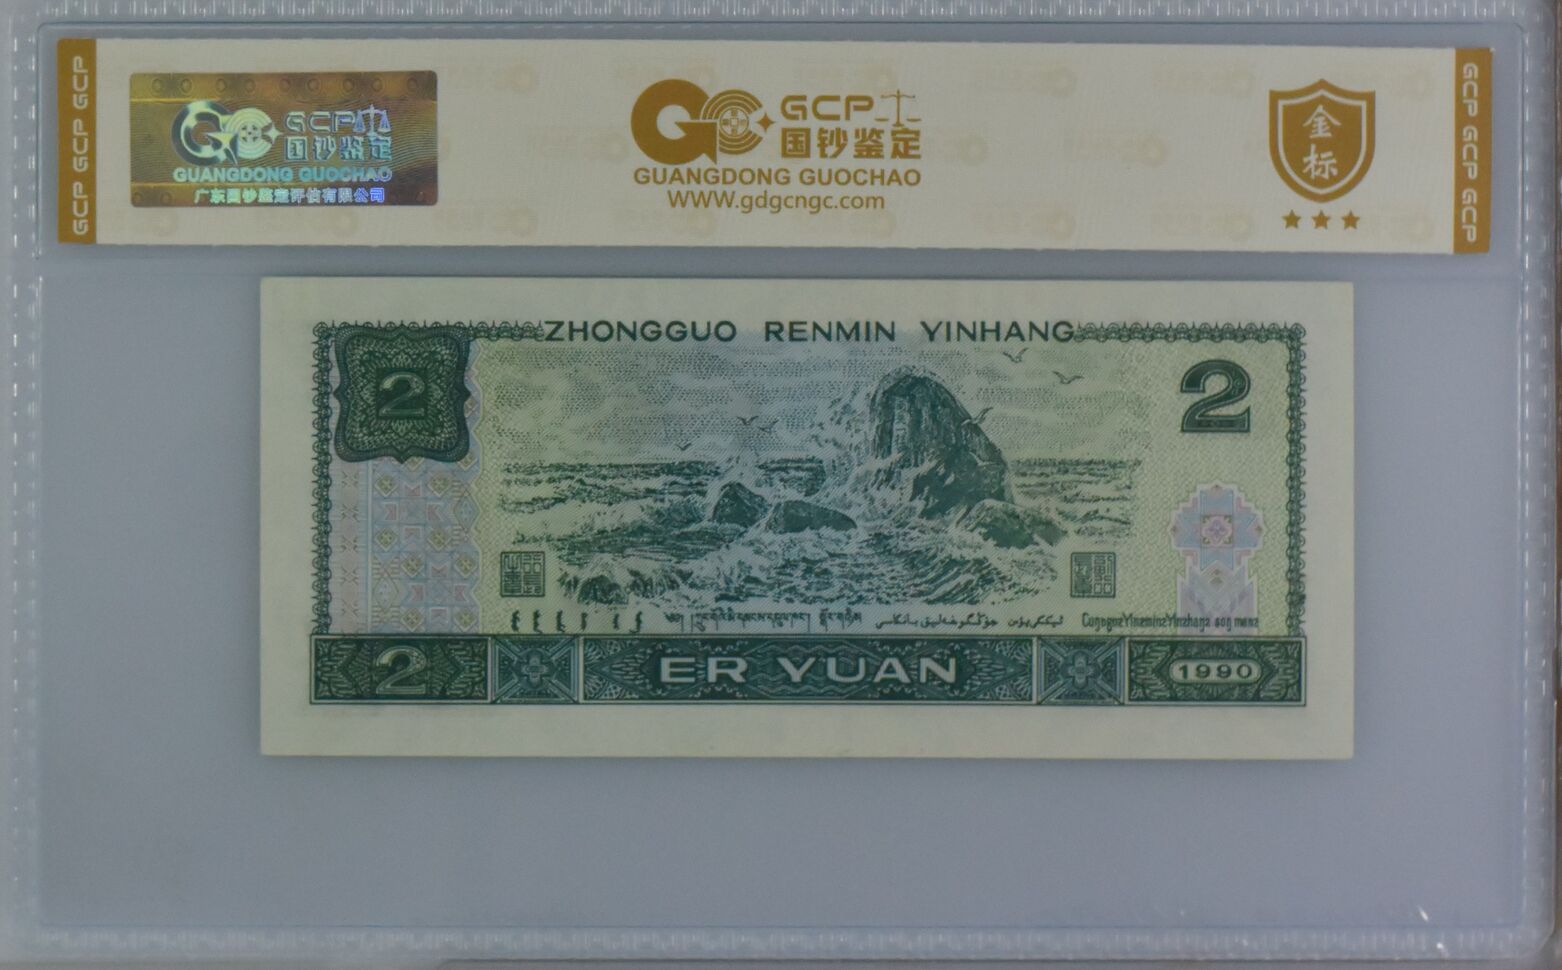 GCP GCP GCP
GCP
国钞鉴定
GUANGDONG GUOCHAO
广东国钞鉴定评估有限公司
GCP
国钞鉴定
GUANGDONG GUOCHAO
WWW.gdgcngc.com
金
标
GCP GCP GCP
ZHONGGUO RENMIN YINHANG
2
2
2 ER YUAN 1990